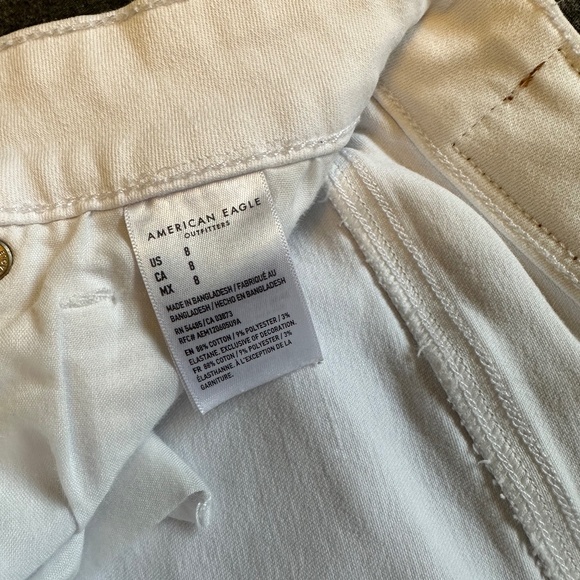 AMERICAN EAGLE
OUTFITTERS
US 8
CA 8
MX 8
MADE IN BANGLADESH / FABRIQUÉ AU
BANGLADESH / HECHO EN BANGLADESH
RN 54485 / CA 03873
RFC# AEM120605U9A
EN 88% COTTON / 9% POLYESTER / 3%
ELASTANE. EXCLUSIVE OF DECORATION.
FR 88% COTON / 9% POLYESTER / 3%
ÉLASTHANNE. À L'EXCEPTION DE LA
GARNITURE.